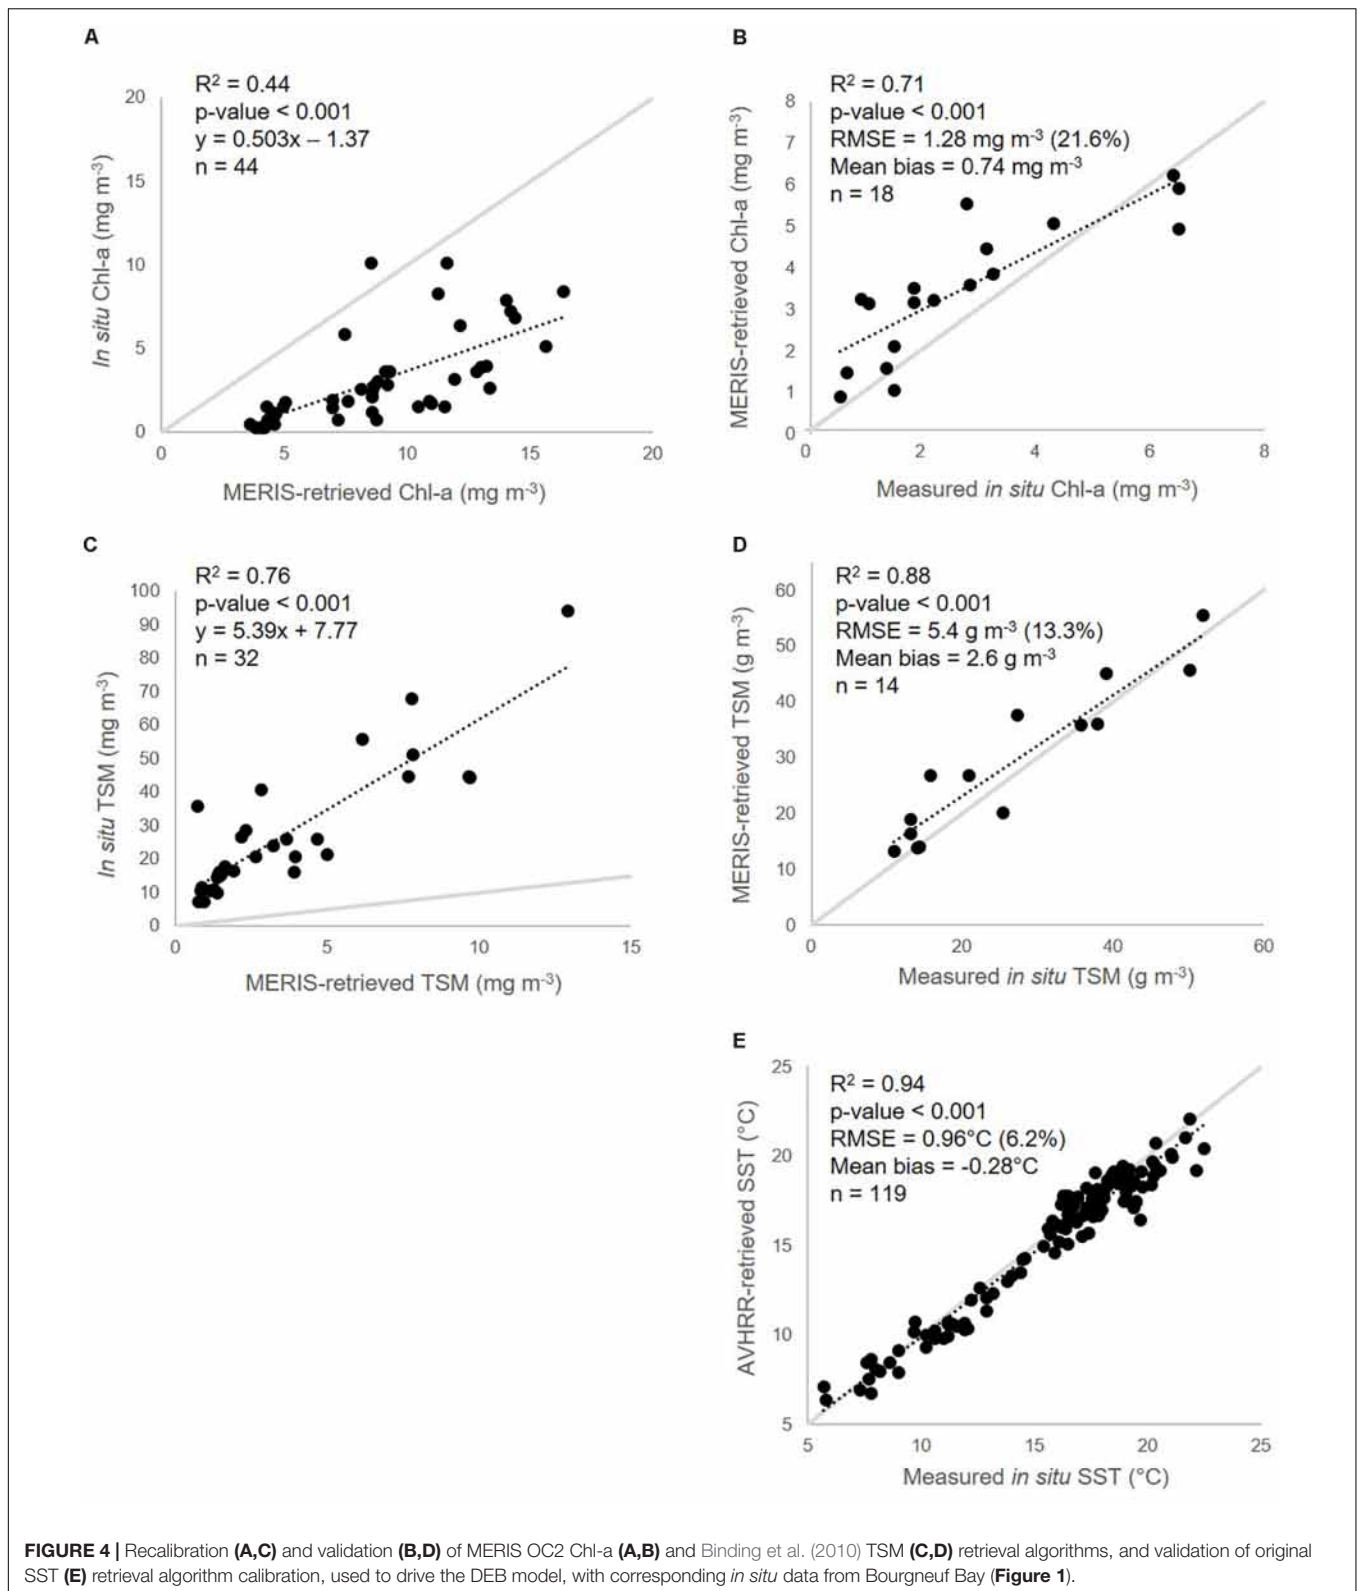 A
R² = 0.44
p-value < 0.001
y = 0.503x – 1.37
n = 44
20
15
10
5
0
In situ Chl-a (mg m⁻³)
0 5 10 15 20
MERIS-retrieved Chl-a (mg m⁻³)
B
R² = 0.71
p-value < 0.001
RMSE = 1.28 mg m⁻³ (21.6%)
Mean bias = 0.74 mg m⁻³
n = 18
8
7
6
5
4
3
2
1
0
MERIS-retrieved Chl-a (mg m⁻³)
0 2 4 6 8
Measured in situ Chl-a (mg m⁻³)
C
R² = 0.76
p-value < 0.001
y = 5.39x + 7.77
n = 32
100
90
80
70
60
50
40
30
20
10
0
In situ TSM (mg m⁻³)
0 5 10 15
MERIS-retrieved TSM (mg m⁻³)
D
R² = 0.88
p-value < 0.001
RMSE = 5.4 g m⁻³ (13.3%)
Mean bias = 2.6 g m⁻³
n = 14
60
50
40
30
20
10
0
MERIS-retrieved TSM (g m⁻³)
0 20 40 60
Measured in situ TSM (g m⁻³)
E
R² = 0.94
p-value < 0.001
RMSE = 0.96°C (6.2%)
Mean bias = -0.28°C
n = 119
25
20
15
10
5
AVHRR-retrieved SST (°C)
5 10 15 20 25
Measured in situ SST (°C)
FIGURE 4 | Recalibration (A,C) and validation (B,D) of MERIS OC2 Chl-a (A,B) and Binding et al. (2010) TSM (C,D) retrieval algorithms, and validation of original
SST (E) retrieval algorithm calibration, used to drive the DEB model, with corresponding in situ data from Bourgneuf Bay (Figure 1).